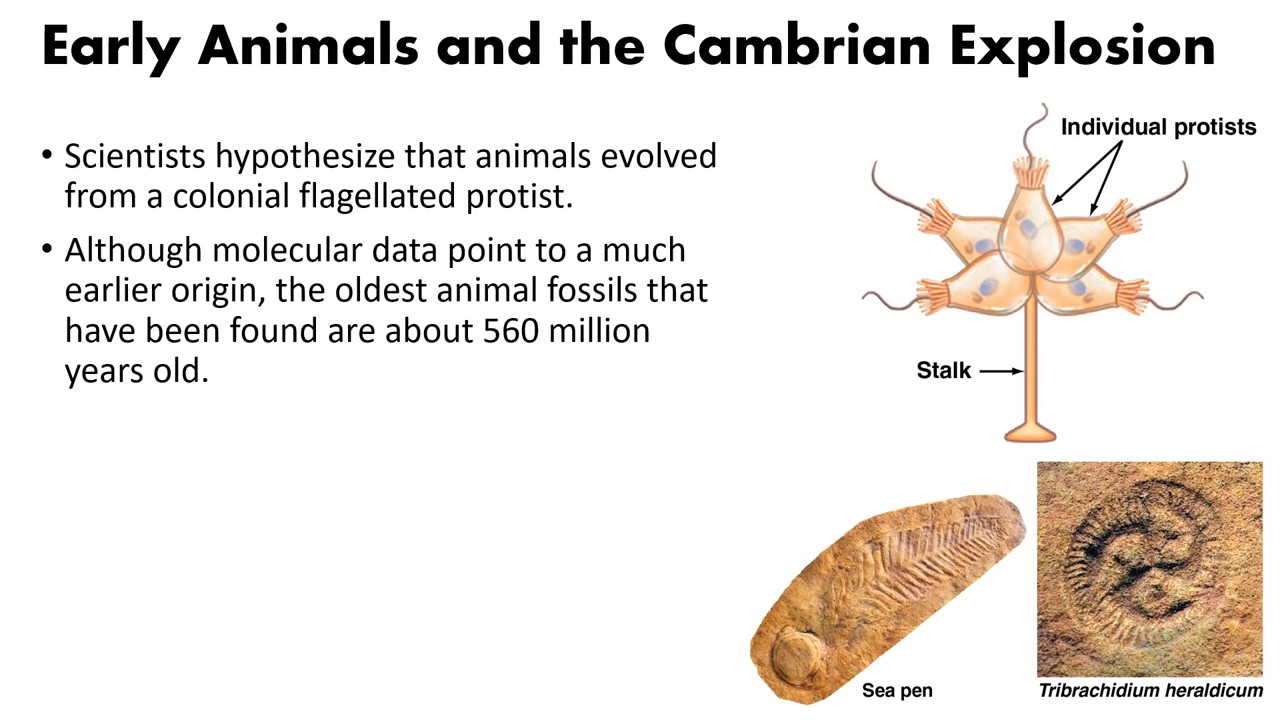 Early Animals and the Cambrian Explosion
• Scientists hypothesize that animals evolved
from a colonial flagellated protist.
• Although molecular data point to a much
earlier origin, the oldest animal fossils that
have been found are about 560 million
years old.
Individual protists
Stalk
Sea pen
Tribrachidium heraldicum